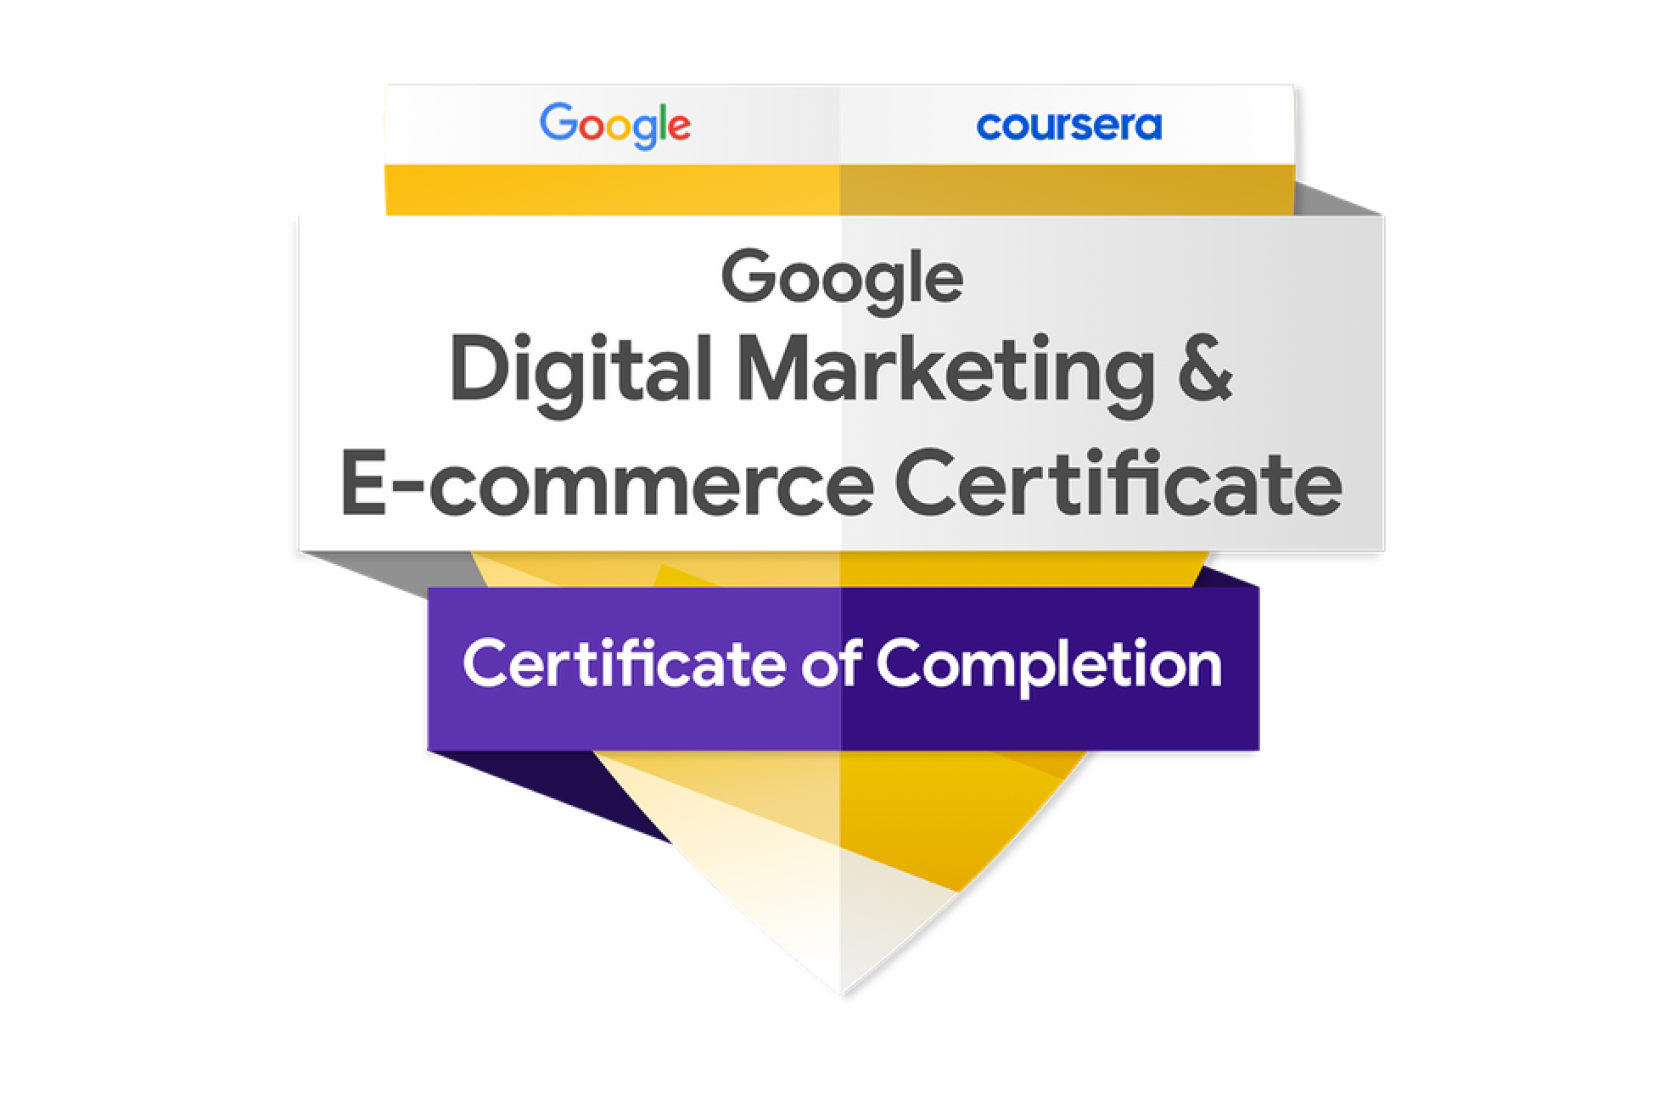 Google coursera
Google
Digital Marketing &
E-commerce Certificate
Certificate of Completion